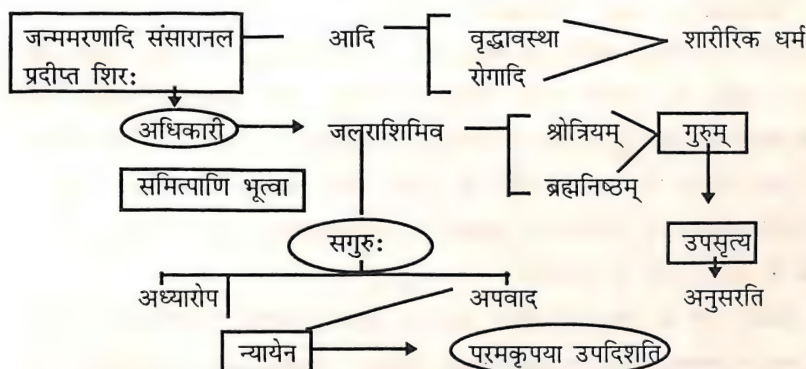 जन्ममरणादि संसारानल आदि वृद्धावस्था शारीरिक धर्म
प्रदीप्त शिर: रोगादि
अधिकारी जलराशिमिव श्रोत्रियम् गुरुम्
समित्पाणि भूत्वा ब्रह्मनिष्ठम्
सगुरु: उपसृत्य
अध्यारोप अपवाद अनुसरति
न्यायेन परमकृपया उपदिशति